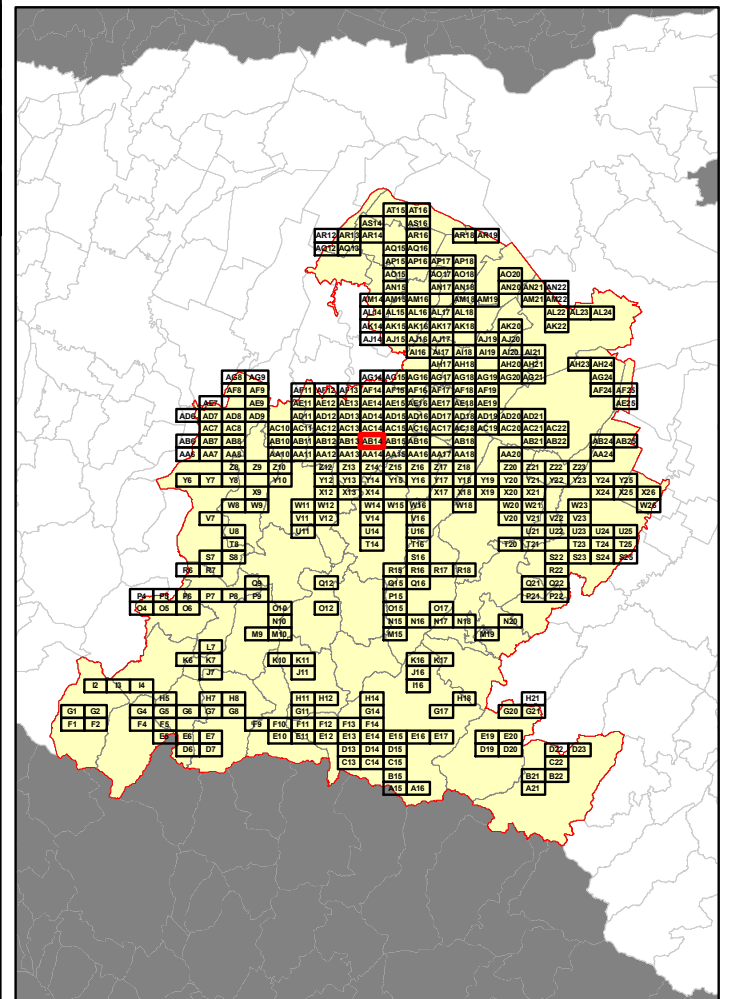 AT15 AT16
AS14 AS16
AR12 AR13 AR14 AR16 AR18 AR19
AQ12 AQ13 AQ15 AQ16
AP15 AP16 AP17 AP18
AO15 AO17 AO18 AO20
AN15 AN17 AN18 AN20 AN21 AN22
AM14 AM15 AM16 AM18 AM19 AM21 AM22
AL14 AL15 AL16 AL17 AL18 AL22 AL23 AL24
AK14 AK15 AK16 AK17 AK18 AK20 AK22
AJ14 AJ15 AJ16 AJ17 AJ19 AJ20
AI16 AI17 AI18 AI19 AI20 AI21
AH17 AH18 AH20 AH21 AH23 AH24
AG8 AG9 AG14 AG15 AG16 AG17 AG18 AG19 AG20 AG21 AG24
AF8 AF9 AF11 AF12 AF13 AF14 AF15 AF16 AF17 AF18 AF19 AF24 AF25
AE7 AE9 AE11 AE12 AE13 AE14 AE15 AE16 AE17 AE18 AE19 AE25
AD6 AD7 AD8 AD9 AD11 AD12 AD13 AD14 AD15 AD16 AD17 AD18 AD19 AD20 AD21
AC7 AC8 AC10 AC11 AC12 AC13 AC14 AC15 AC16 AC17 AC18 AC19 AC20 AC21 AC22
AB6 AB7 AB8 AB10 AB11 AB12 AB13 AB14 AB15 AB16 AB18 AB21 AB22 AB24 AB25
AA6 AA7 AA8 AA10 AA11 AA12 AA13 AA14 AA15 AA16 AA17 AA18 AA20 AA24
Z8 Z9 Z10 Z12 Z13 Z14 Z15 Z16 Z17 Z18 Z20 Z21 Z22 Z23
Y6 Y7 Y8 Y10 Y12 Y13 Y14 Y15 Y16 Y17 Y18 Y19 Y20 Y21 Y22 Y23 Y24 Y25
X9 X12 X13 X14 X17 X18 X19 X20 X21 X24 X25 X26
W8 W9 W11 W12 W14 W15 W16 W18 W20 W21 W23 W26
V7 V11 V12 V14 V16 V20 V21 V22 V23
U8 U11 U14 U16 U21 U22 U23 U24 U25
T8 T14 T16 T20 T21 T23 T24 T25
S7 S8 S16 S22 S23 S24 S25
R6 R7 R15 R16 R17 R18 R22
Q9 Q12 Q15 Q16 Q21 Q22
P4 P5 P6 P7 P8 P9 P15 P21 P22
O4 O5 O6 O10 O12 O15 O17
N10 N15 N16 N17 N18 N20
M9 M10 M15 M19
L7
K6 K7 K10 K11 K16 K17
J7 J11 J16
I2 I3 I4 I16
H5 H7 H8 H11 H12 H14 H18 H21
G1 G2 G4 G5 G6 G7 G8 G11 G14 G17 G20 G21
F1 F2 F4 F5 F9 F10 F11 F12 F13 F14
E5 E6 E7 E10 E11 E12 E13 E14 E15 E16 E17 E19 E20
D6 D7 D13 D14 D15 D19 D20 D22 D23
C13 C14 C15 C22
B15 B21 B22
A15 A16 A21